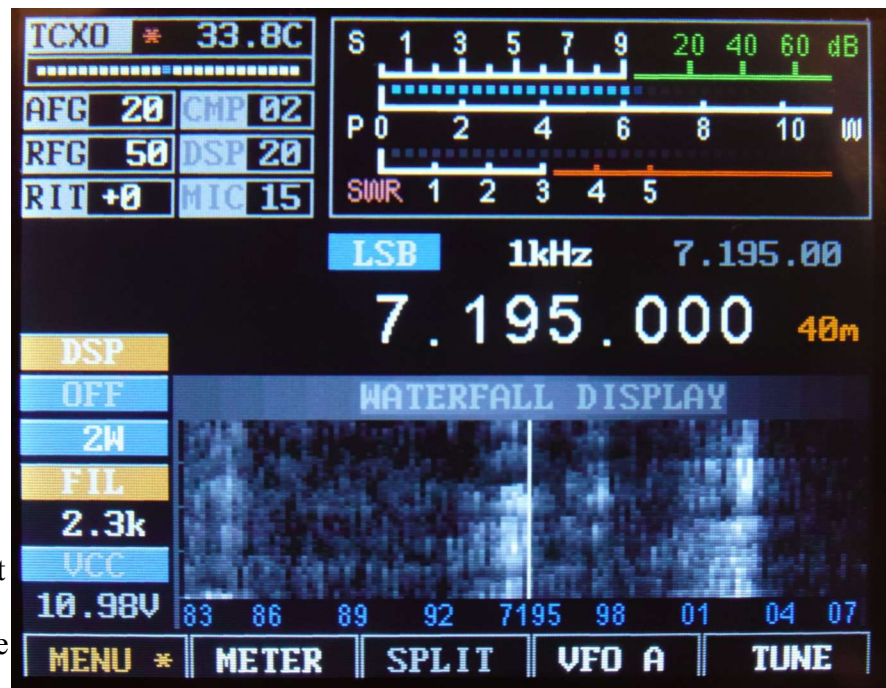 TCXO * 33.8C
AFG 20 CMP 02
RFG 50 DSP 20
RIT +0 MIC 15
S 1 3 5 7 9 20 40 60 dB
P 0 2 4 6 8 10 W
SWR 1 2 3 4 5
LSB 1kHz 7.195.00
7.195.000 40m
DSP
OFF
2W
FIL
2.3k
VCC
10.98V
WATERFALL DISPLAY
83 86 89 92 7195 98 01 04 07
MENU * METER SPLIT VFO A TUNE
t
e